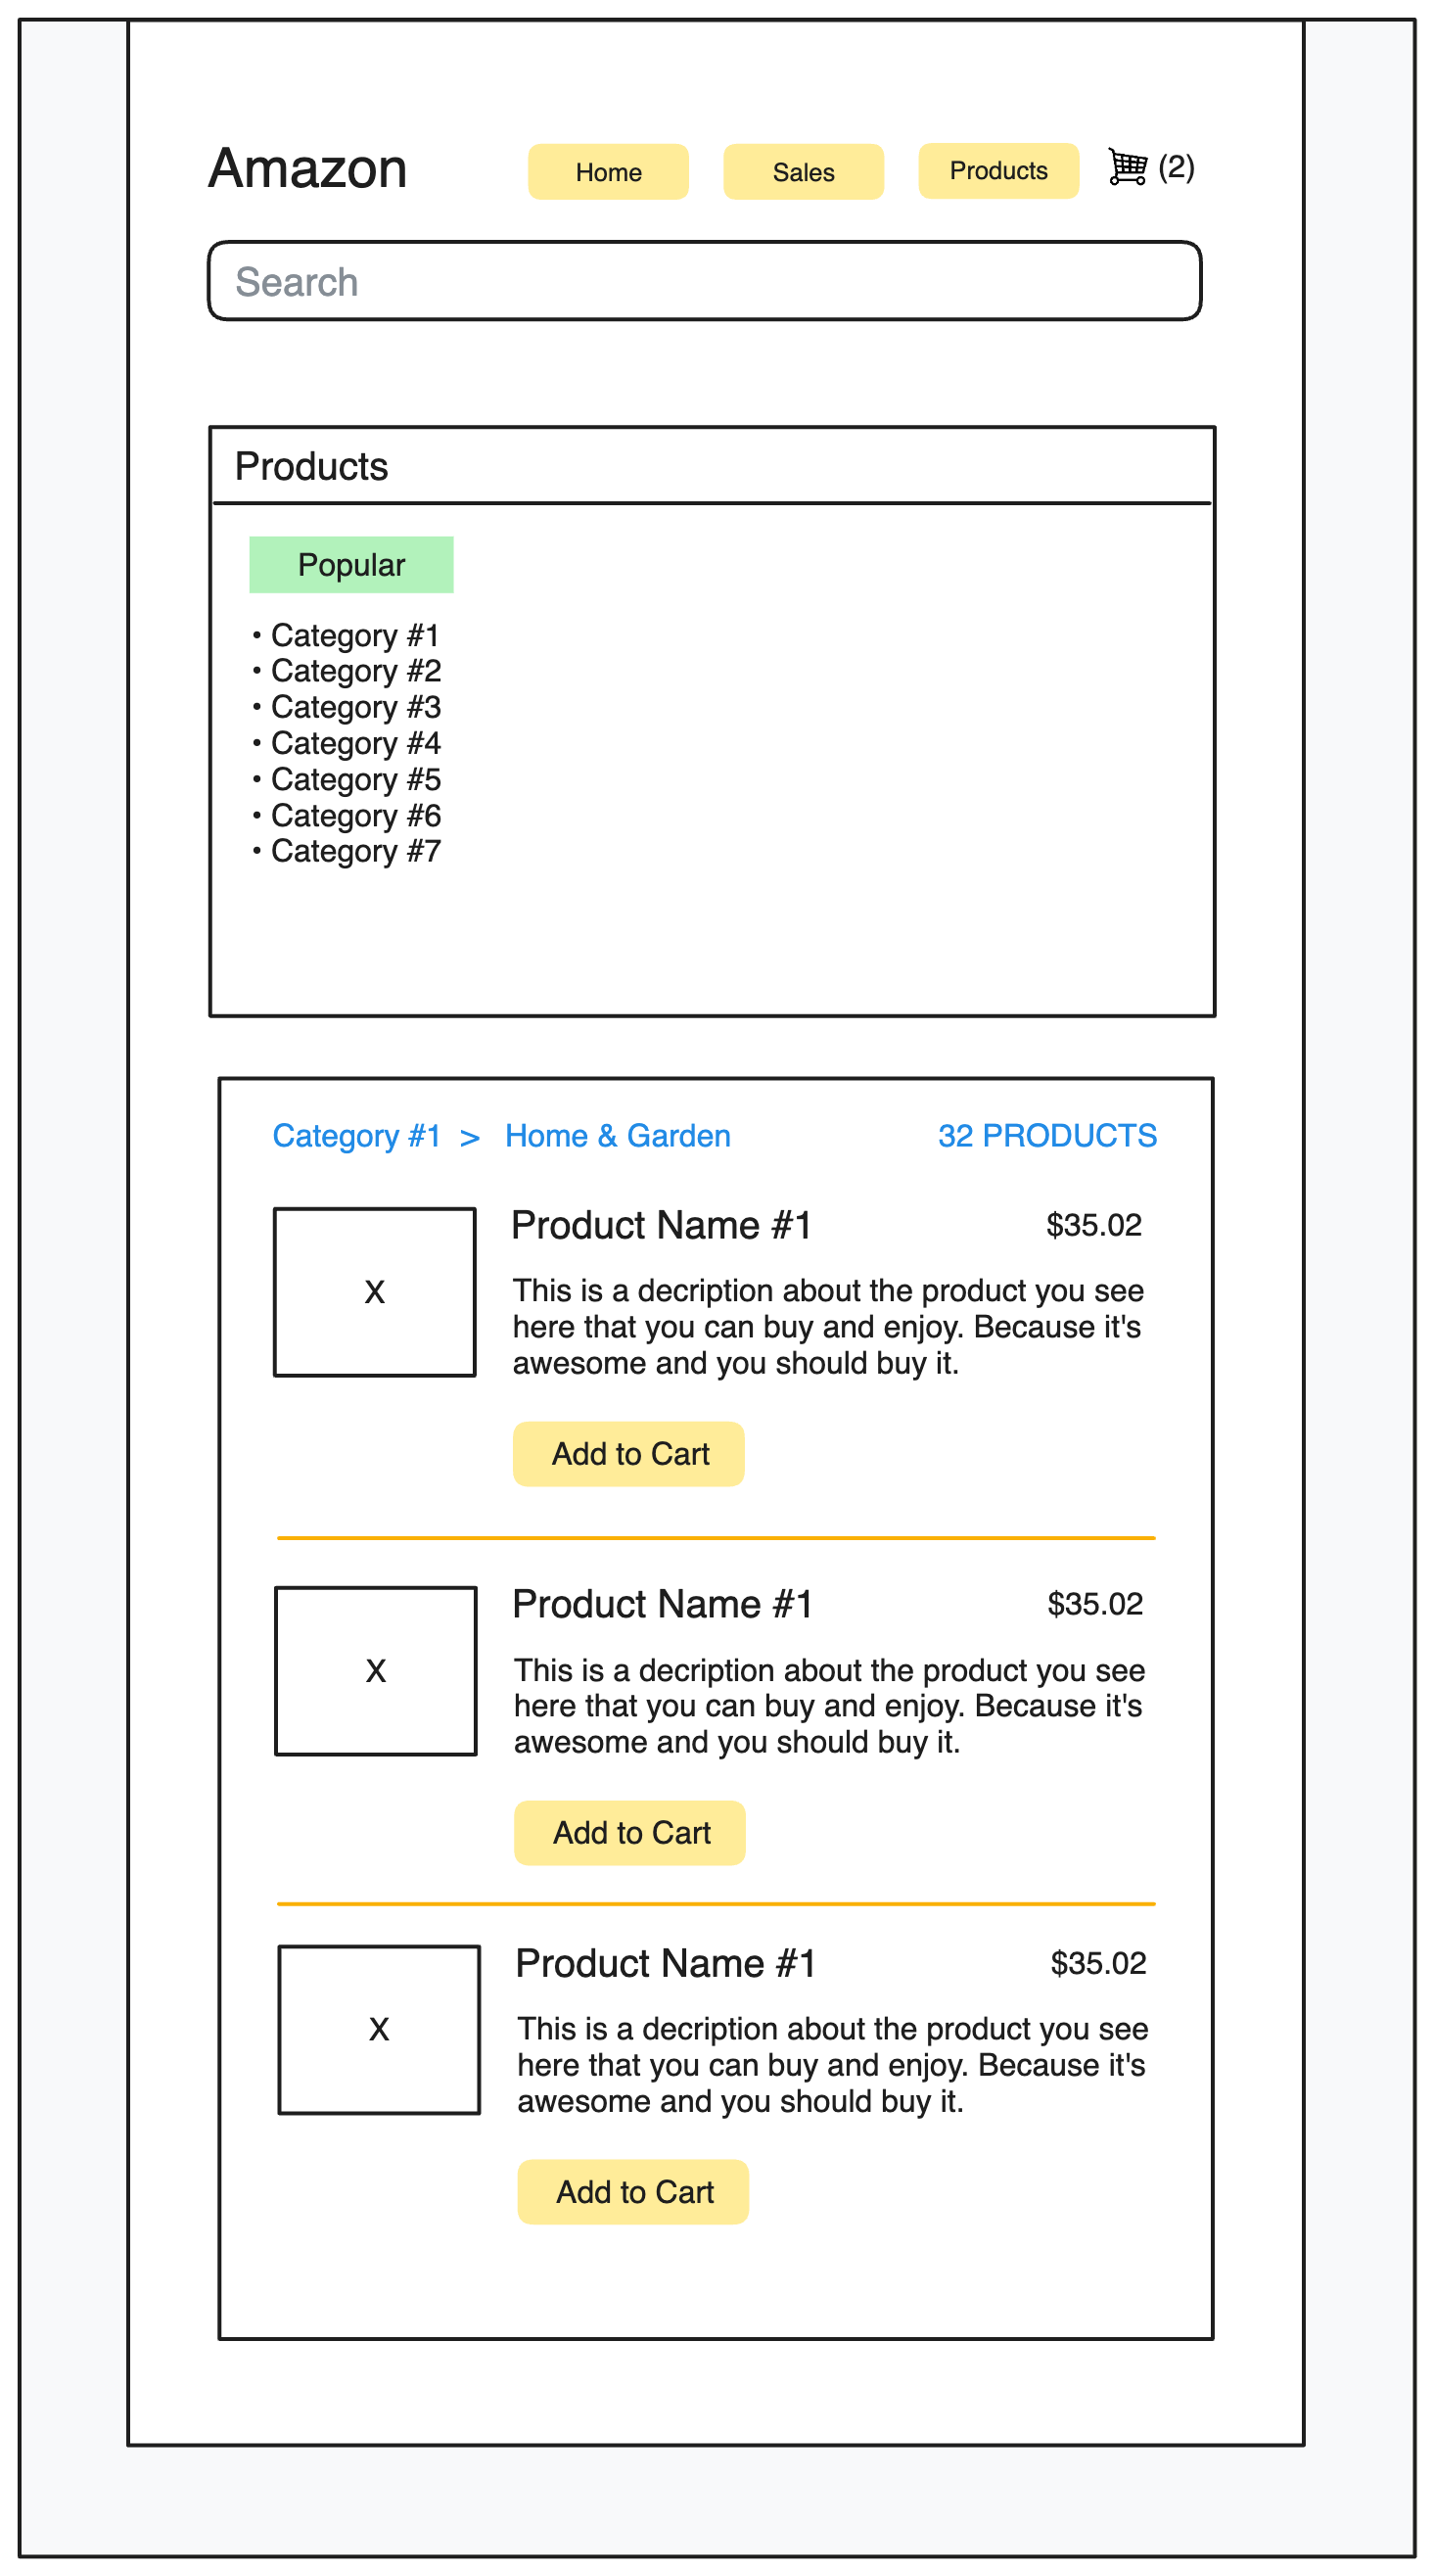 Amazon
Home
Sales
Products
(2)
Search
Products
Popular
• Category #1
• Category #2
• Category #3
• Category #4
• Category #5
• Category #6
• Category #7
Category #1 > Home & Garden
32 PRODUCTS
x
Product Name #1
$35.02
This is a decription about the product you see
here that you can buy and enjoy. Because it's
awesome and you should buy it.
Add to Cart
x
Product Name #1
$35.02
This is a decription about the product you see
here that you can buy and enjoy. Because it's
awesome and you should buy it.
Add to Cart
x
Product Name #1
$35.02
This is a decription about the product you see
here that you can buy and enjoy. Because it's
awesome and you should buy it.
Add to Cart